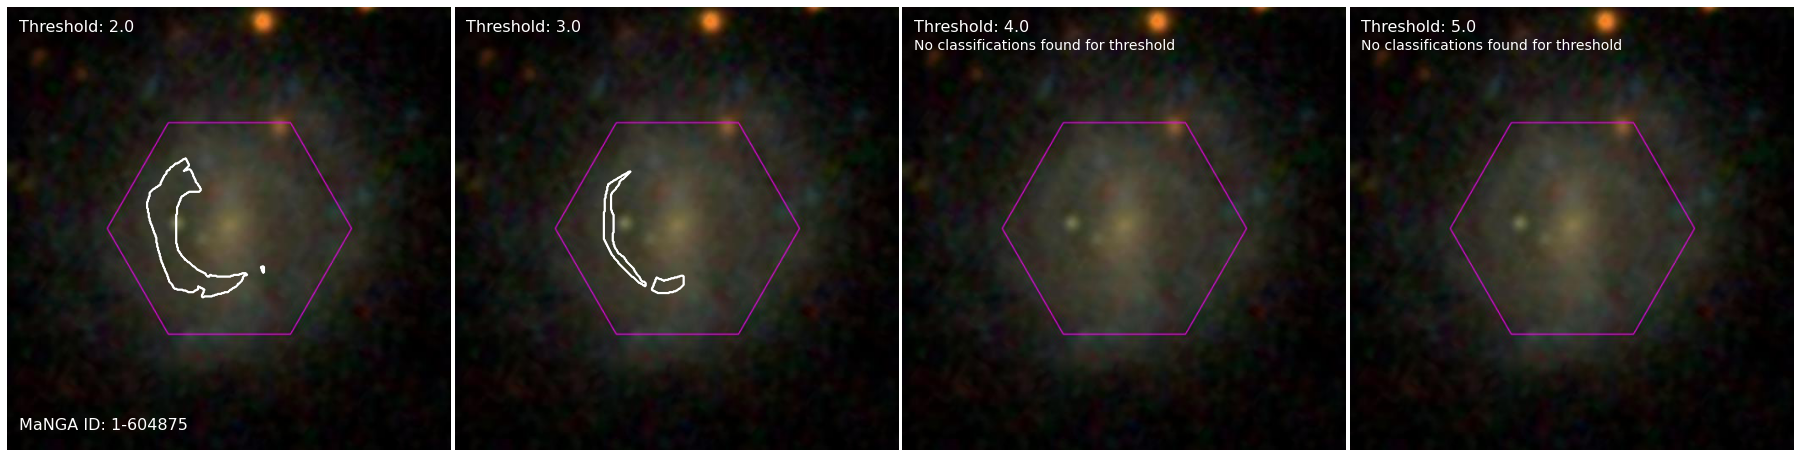 Threshold: 2.0
MaNGA ID: 1-604875
Threshold: 3.0
Threshold: 4.0
No classifications found for threshold
Threshold: 5.0
No classifications found for threshold